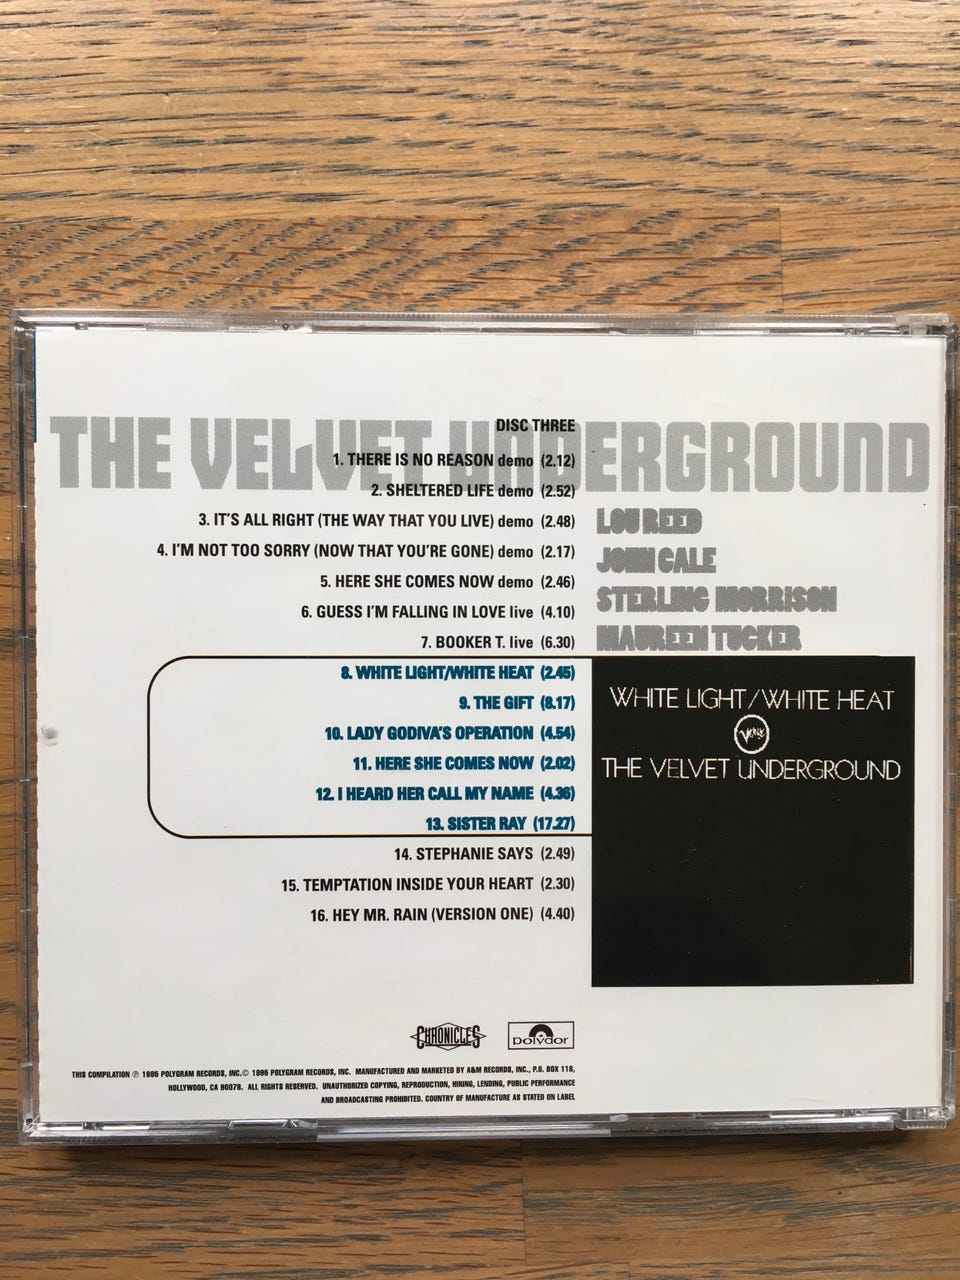 THE VELVET UNDERGROUND
DISC THREE
1. THERE IS NO REASON demo (2.12)
2. SHELTERED LIFE demo (2.52)
3. IT'S ALL RIGHT (THE WAY THAT YOU LIVE) demo (2.48)
4. I'M NOT TOO SORRY (NOW THAT YOU'RE GONE) demo (2.17)
5. HERE SHE COMES NOW demo (2.46)
6. GUESS I'M FALLING IN LOVE live (4.10)
7. BOOKER T. live (6.30)
8. WHITE LIGHT/WHITE HEAT (2.45)
9. THE GIFT (8.17)
10. LADY GODIVA'S OPERATION (4.54)
11. HERE SHE COMES NOW (2.02)
12. I HEARD HER CALL MY NAME (4.36)
13. SISTER RAY (17.27)
14. STEPHANIE SAYS (2.49)
15. TEMPTATION INSIDE YOUR HEART (2.30)
16. HEY MR. RAIN (VERSION ONE) (4.40)
LOU REED
JOHN CALE
STERLING MORRISON
MAUREEN TUCKER
WHITE LIGHT/WHITE HEAT
Verve
THE VELVET UNDERGROUND
CHRONICLES
polydor
THIS COMPILATION ℗ 1995 POLYGRAM RECORDS, INC.© 1995 POLYGRAM RECORDS, INC. MANUFACTURED AND MARKETED BY A&M RECORDS, INC., P.O. BOX 118,
HOLLYWOOD, CA 90078. ALL RIGHTS RESERVED. UNAUTHORIZED COPYING, REPRODUCTION, HIRING, LENDING, PUBLIC PERFORMANCE
AND BROADCASTING PROHIBITED. COUNTRY OF MANUFACTURE AS STATED ON LABEL